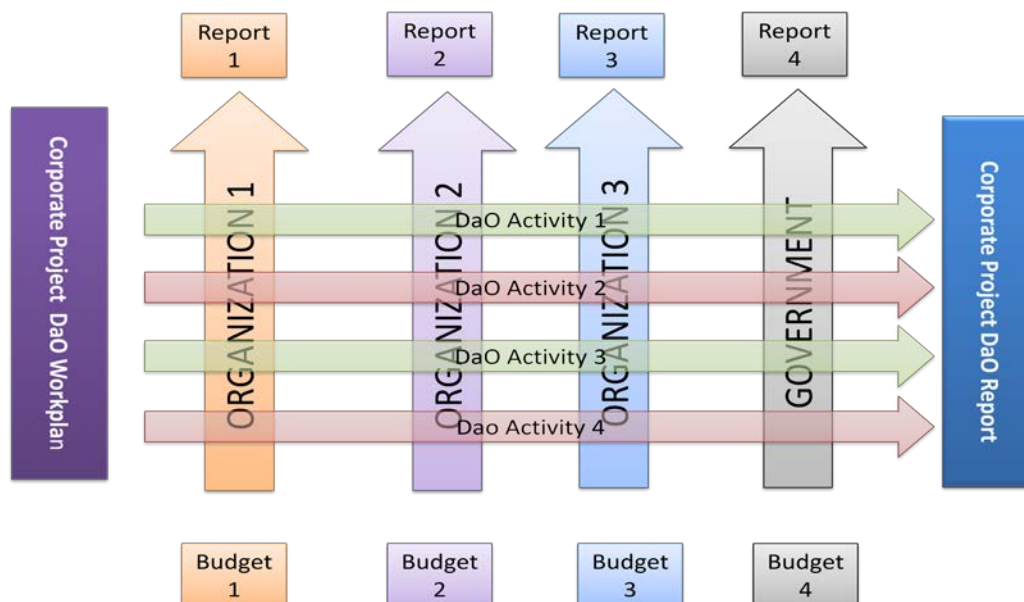 Report
1
Report
2
Report
3
Report
4
Corporate Project DaO Workplan
ORGANIZATION 1
ORGANIZATION 2
ORGANIZATION 3
GOVERNMENT
DaO Activity 1
DaO Activity 2
DaO Activity 3
Dao Activity 4
Corporate Project DaO Report
Budget
1
Budget
2
Budget
3
Budget
4